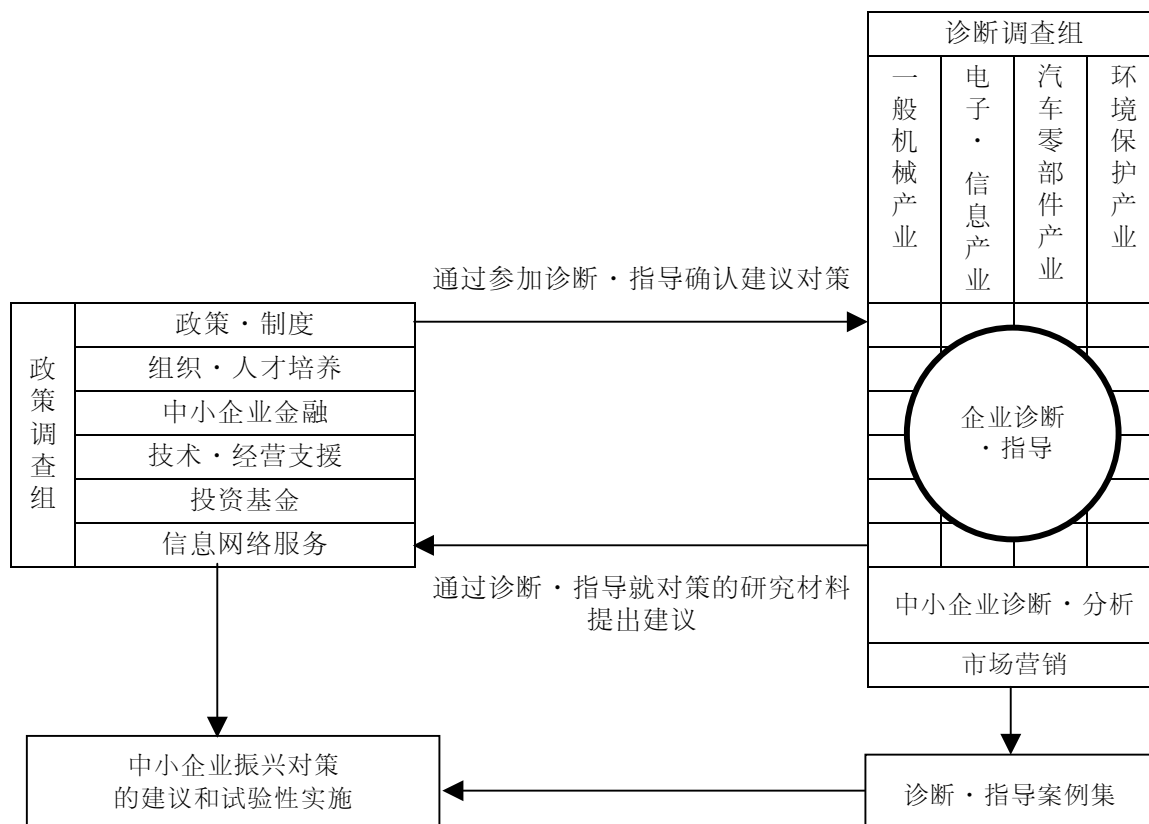 诊断调查组
一般机械产业
电子・信息产业
汽车零部件产业
环境保护产业
通过参加诊断・指导确认建议对策
政策调查组
政策・制度
组织・人才培养
中小企业金融
技术・经营支援
投资基金
信息网络服务
企业诊断
・指导
通过诊断・指导就对策的研究材料
提出建议
中小企业诊断・分析
市场营销
中小企业振兴对策
的建议和试验性实施
诊断・指导案例集